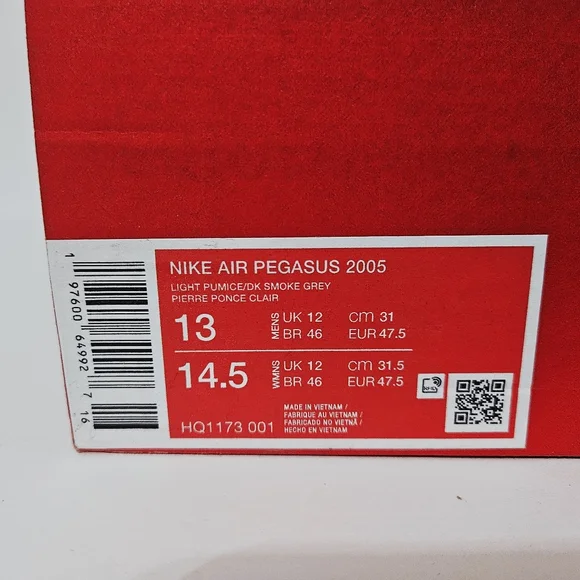 NIKE AIR PEGASUS 2005
LIGHT PUMICE/DK SMOKE GREY
PIERRE PONCE CLAIR
13 MENS UK 12 CM 31
BR 46 EUR 47.5
14.5 WMNS UK 12 CM 31.5
BR 46 EUR 47.5
HQ1173 001
MADE IN VIETNAM /
FABRIQUE AU VIETNAM /
FABRICADO NO VIETNÃ /
HECHO EN VIETNAM
1 97600 64992 7 16